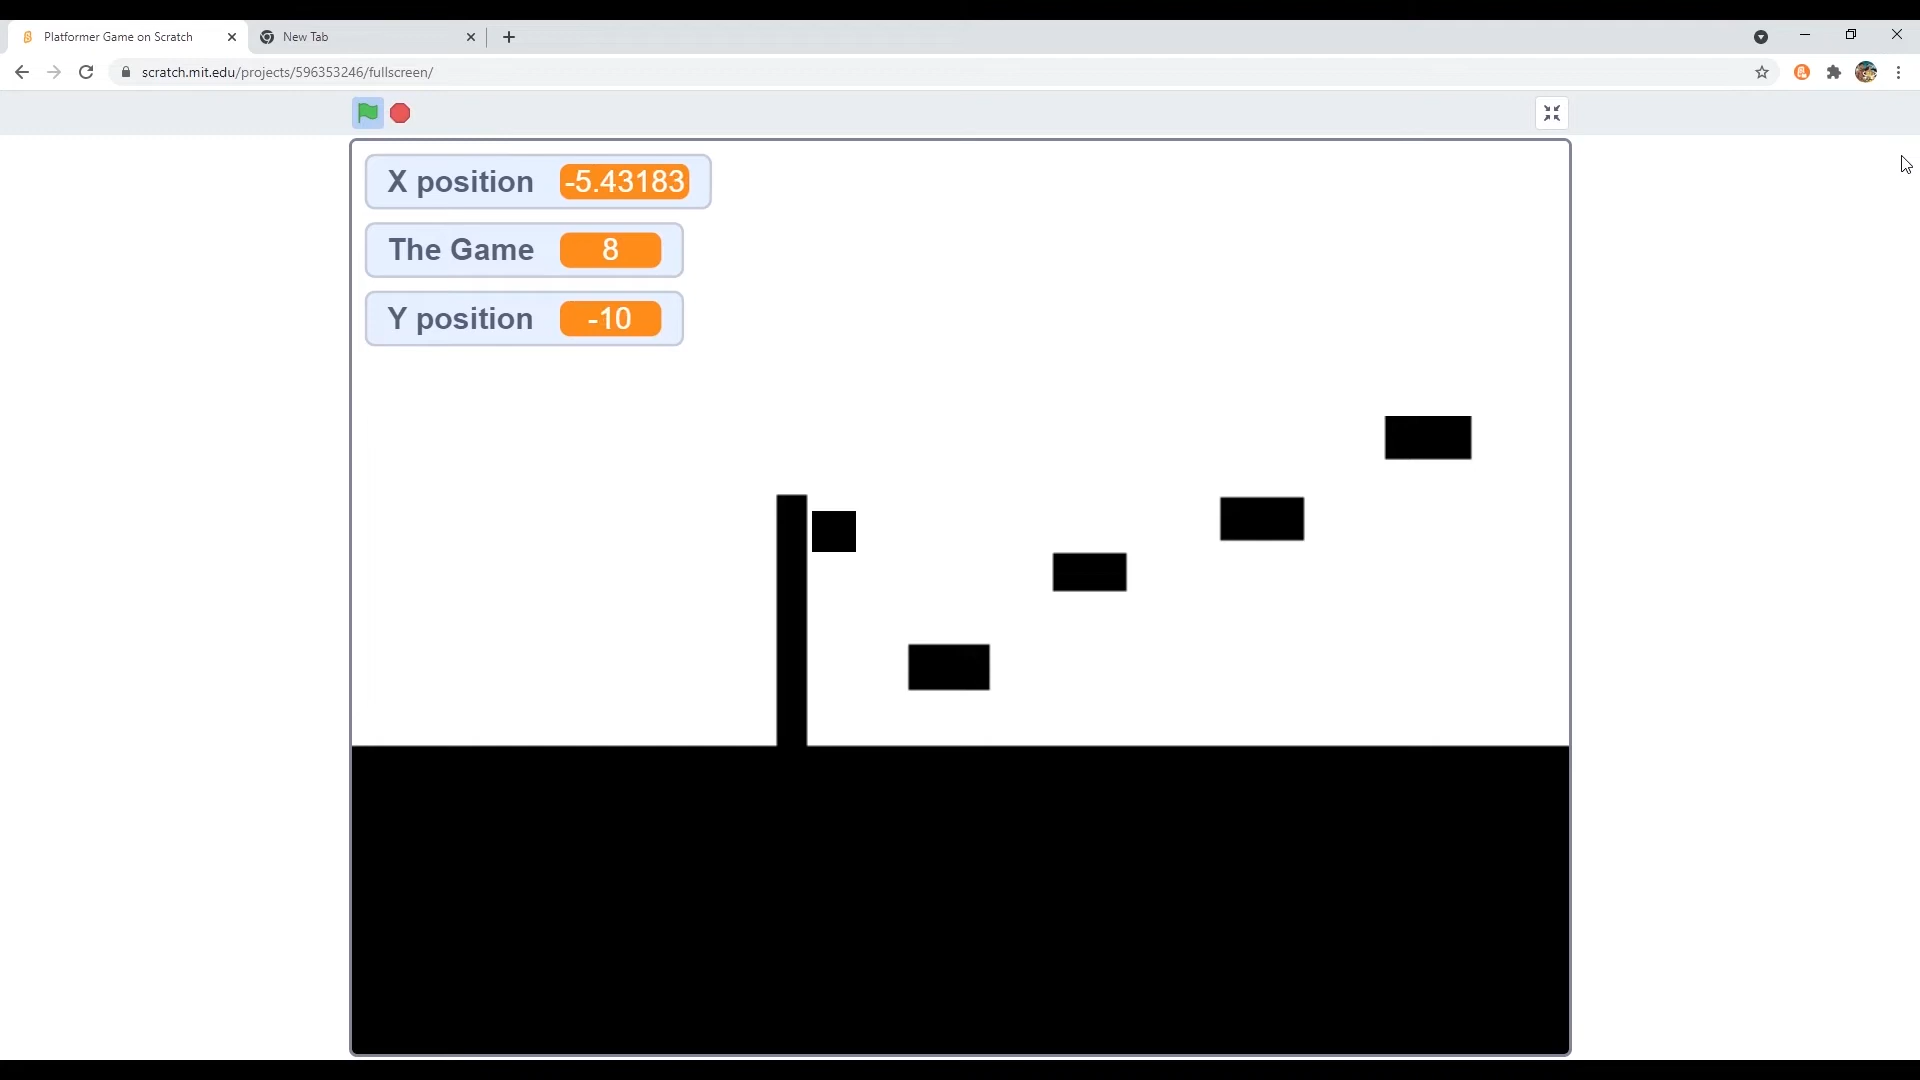 Platformer Game on Scratch
New Tab
scratch.mit.edu/projects/596353246/fullscreen/
X position -5.43183
The Game 8
Y position -10